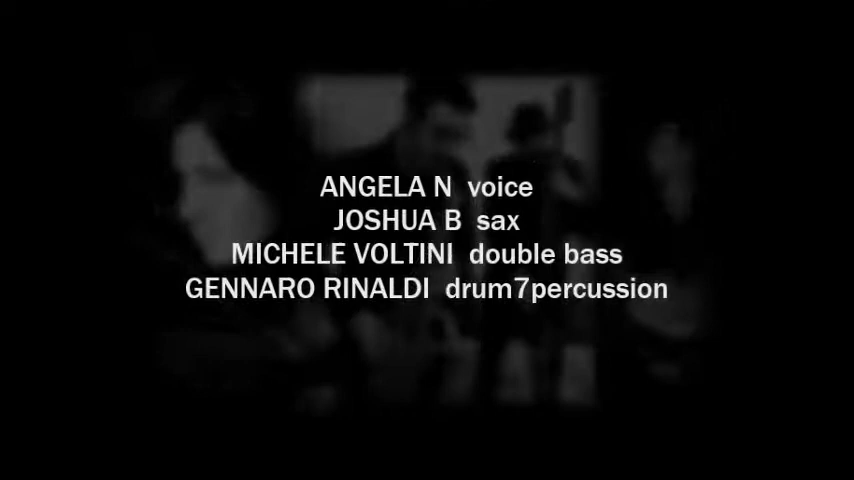 ANGELA N voice
JOSHUA B sax
MICHELE VOLTINI double bass
GENNARO RINALDI drum7percussion